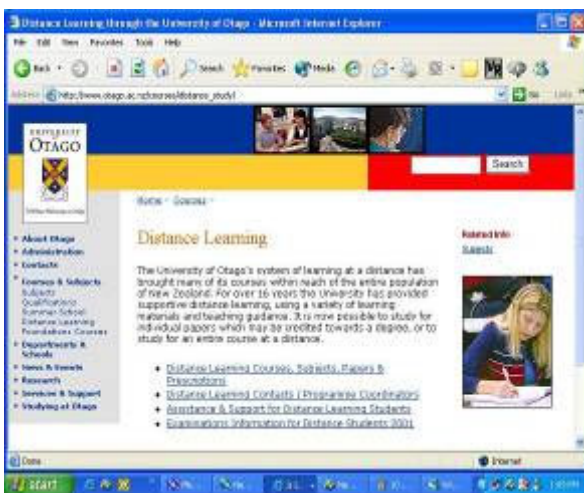 Distance Learning through the University of Otago - Microsoft Internet Explorer
File Edit View Favorites Tools Help
Back Search Favorites Media
Address http://www.otago.ac.nz/courses/distance_study/ Go Links
UNIVERSITY
OTAGO
Search
Home - Courses -
About Otago
Administration
Contacts
Courses & Subjects
Subjects
Qualifications
Summer School
Distance Learning
Foundations Courses
Departments &
Schools
News & Events
Research
Services & Support
Studying at Otago
Distance Learning
The University of Otago's system of learning at a distance has
brought many of its courses within reach of the entire population
of New Zealand. For over 16 years the University has provided
supportive distance learning, using a variety of learning
materials and teaching guidance. It is now possible to study for
individual papers which may be credited towards a degree, or to
study for an entire course at a distance.
Distance Learning Courses, Subjects, Papers &
Prescriptions
Distance Learning Contacts / Programme Coordinators
Assistance & Support for Distance Learning Students
Examinations Information for Distance Students 2001
Related Info
Subjects
Done
Internet
start